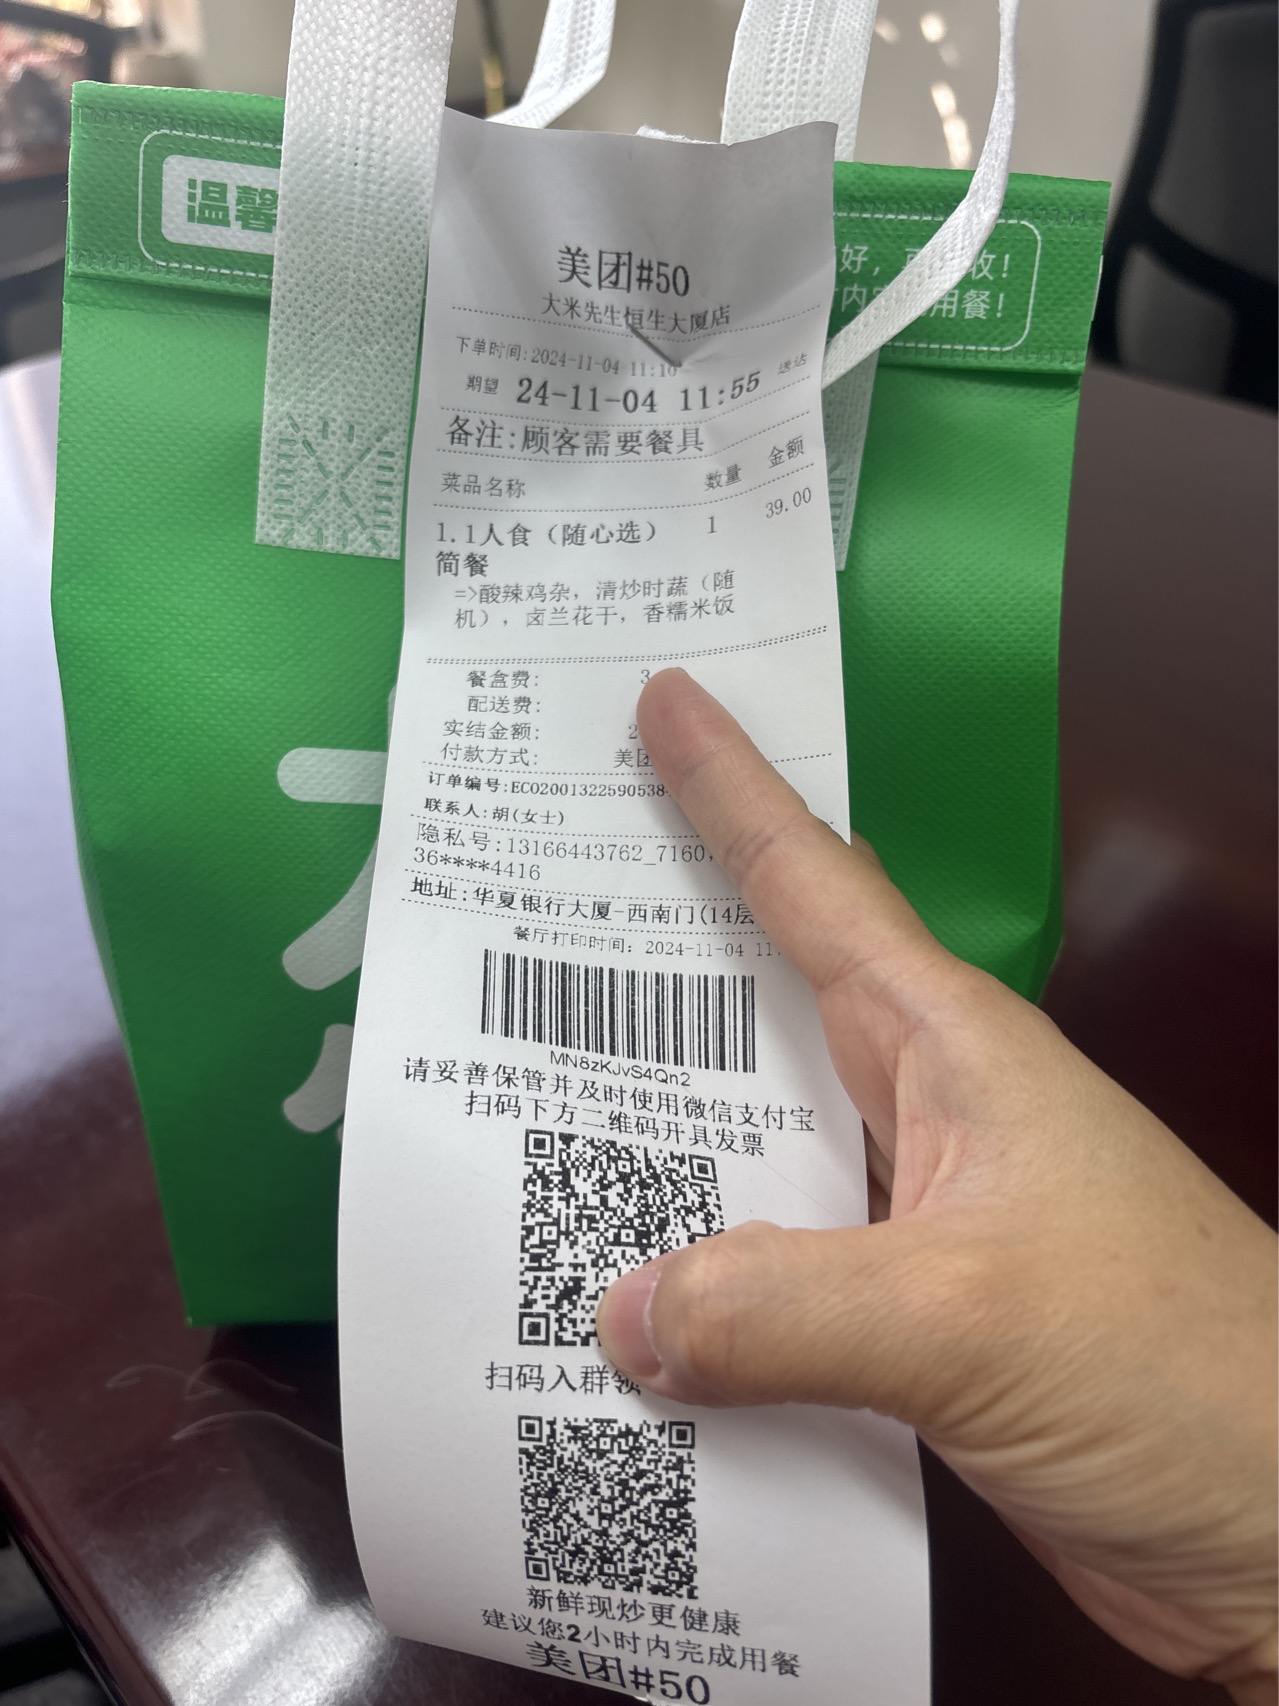 温馨
好，
收！
用餐！
美团#50
大米先生恒生大厦店
下单时间:2024-11-04 11:10
期望 24-11-04 11:55 送达
备注:顾客需要餐具
菜品名称 数量 金额
1.1人食（随心选） 1 39.00
简餐
=>酸辣鸡杂，清炒时蔬（随
机），卤兰花干，香糯米饭
餐盒费: 3
配送费:
实结金额: 2
付款方式: 美团
订单编号:EC02001322590538
联系人:胡(女士)
隐私号:13166443762_7160,
36****4416
地址:华夏银行大厦-西南门(14层
餐厅打印时间: 2024-11-04 11:
MN8zKJvS4Qn2
请妥善保管并及时使用微信支付宝
扫码下方二维码开具发票
扫码入群领
新鲜现炒更健康
建议您2小时内完成用餐
美团#50